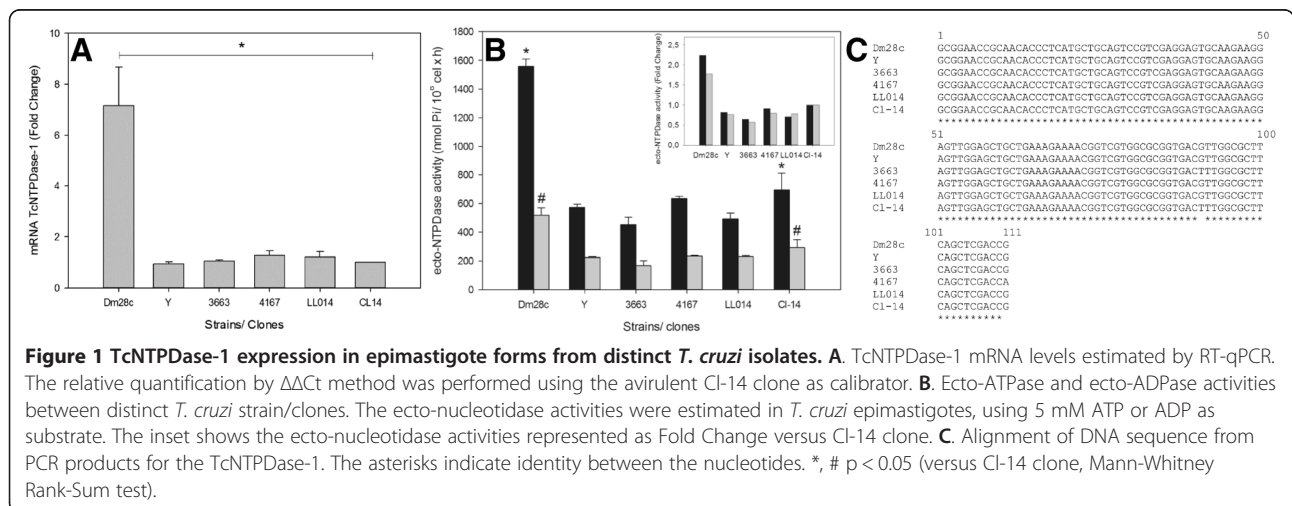 A
*
mRNA TcNTPDase-1 (Fold Change)
10
8
6
4
2
0
Dm28c Y 3663 4167 LL014 CL14
Strains/ Clones
B
ecto-NTPDase activity (nmol Pi/ 10⁸ cel x h)
1800
1600
1400
1200
1000
800
600
400
200
0
*
#
*
#
Dm28c Y 3663 4167 LL014 Cl-14
Strains/ clones
ecto-NTPDase activity (Fold Change)
2,5
2,0
1,5
1,0
0,5
0,0
Dm28c Y 3663 4167 LL014 Cl-14
C
1 50
Dm28c GCGGAACCGCAACACCCTCATGCTGCAGTCCGTCGAGGAGTGCAAGAAGG
Y GCGGAACCGCAACACCCTCATGCTGCAGTCCGTCGAGGAGTGCAAGAAGG
3663 GCGGAACCGCAACACCCTCATGCTGCAGTCCGTCGAGGAGTGCAAGAAGG
4167 GCGGAACCGCAACACCCTCATGCTGCAGTCCGTCGAGGAGTGCAAGAAGG
LL014 GCGGAACCGCAACACCCTCATGCTGCAGTCCGTCGAGGAGTGCAAGAAGG
Cl-14 GCGGAACCGCAACACCCTCATGCTGCAGTCCGTCGAGGAGTGCAAGAAGG
**************************************************
51 100
Dm28c AGTTGGAGCTGCTGAAAGAAAACGGTCGTGGCGCGGTGACGTTGGCGCTT
Y AGTTGGAGCTGCTGAAAGAAAACGGTCGTGGCGCGGTGACTTTGGCGCTT
3663 AGTTGGAGCTGCTGAAAGAAAACGGTCGTGGCGCGGTGACTTTGGCGCTT
4167 AGTTGGAGCTGCTGAAAGAAAACGGTCGTGGCGCGGTGACGTTGGCGCTT
LL014 AGTTGGAGCTGCTGAAAGAAAACGGTCGTGGCGCGGTGACTTTGGCGCTT
Cl-14 AGTTGGAGCTGCTGAAAGAAAACGGTCGTGGCGCGGTGACTTTGGCGCTT
**************************************** *********
101 111
Dm28c CAGCTCGACCG
Y CAGCTCGACCG
3663 CAGCTCGACCG
4167 CAGCTCGACCA
LL014 CAGCTCGACCG
Cl-14 CAGCTCGACCG
**********
Figure 1 TcNTPDase-1 expression in epimastigote forms from distinct T. cruzi isolates. A. TcNTPDase-1 mRNA levels estimated by RT-qPCR.
The relative quantification by ΔΔCt method was performed using the avirulent Cl-14 clone as calibrator. B. Ecto-ATPase and ecto-ADPase activities
between distinct T. cruzi strain/clones. The ecto-nucleotidase activities were estimated in T. cruzi epimastigotes, using 5 mM ATP or ADP as
substrate. The inset shows the ecto-nucleotidase activities represented as Fold Change versus Cl-14 clone. C. Alignment of DNA sequence from
PCR products for the TcNTPDase-1. The asterisks indicate identity between the nucleotides. *, # p < 0.05 (versus Cl-14 clone, Mann-Whitney
Rank-Sum test).